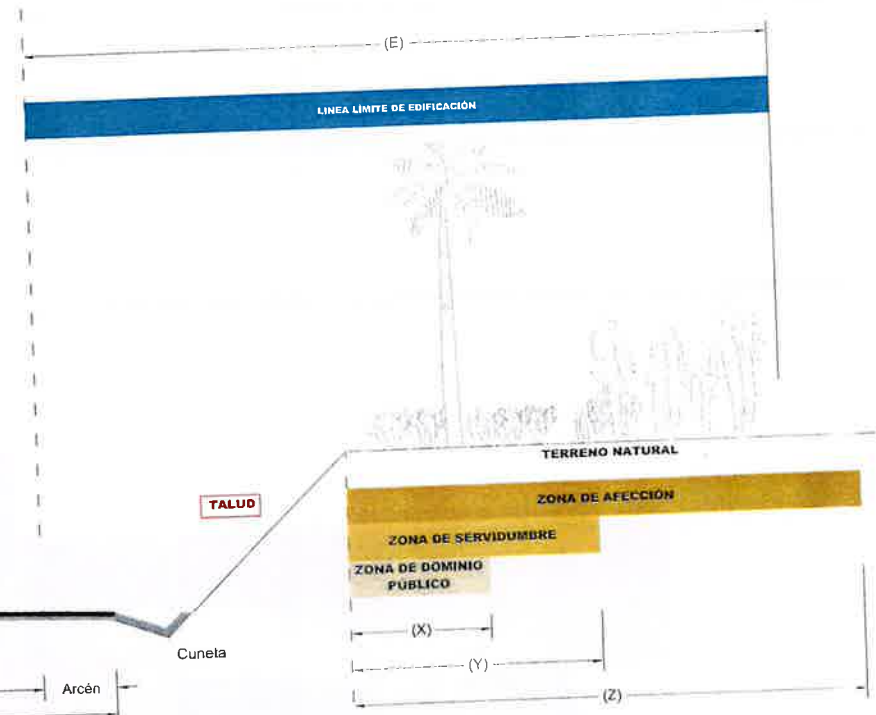 (E)
LINEA LÍMITE DE EDIFICACIÓN
TERRENO NATURAL
TALUD
ZONA DE AFECCIÓN
ZONA DE SERVIDUMBRE
ZONA DE DOMINIO
PÚBLICO
(X)
Cuneta
(Y)
Arcén
(Z)